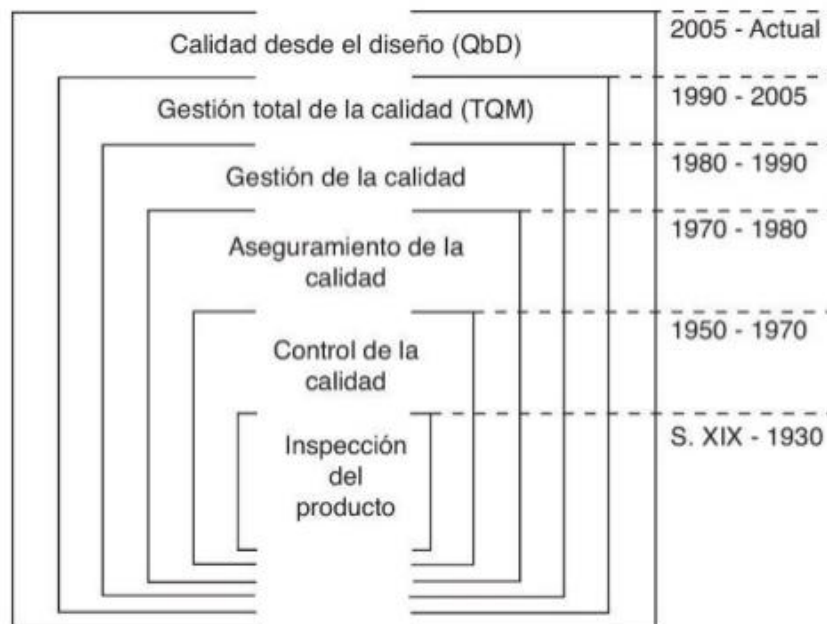 Calidad desde el diseño (QbD)
2005 - Actual
Gestión total de la calidad (TQM)
1990 - 2005
Gestión de la calidad
1980 - 1990
Aseguramiento de la
calidad
1970 - 1980
Control de la
calidad
1950 - 1970
Inspección
del
producto
S. XIX - 1930